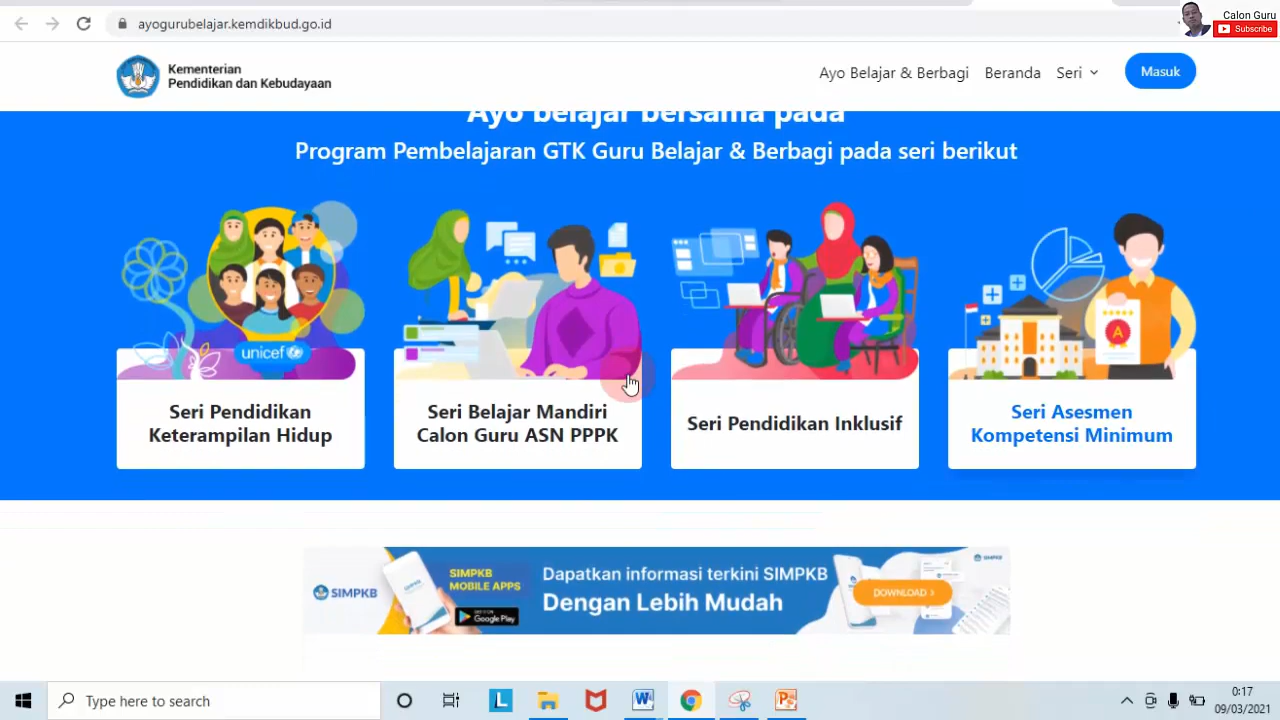 ayogurubelajar.kemdikbud.go.id
Calon Guru
Subscribe
Kementerian
Pendidikan dan Kebudayaan
Ayo Belajar & Berbagi
Beranda
Seri
Masuk
Ayo belajar bersama pada
Program Pembelajaran GTK Guru Belajar & Berbagi pada seri berikut
unicef
A
Seri Pendidikan
Keterampilan Hidup
Seri Belajar Mandiri
Calon Guru ASN PPPK
Seri Pendidikan Inklusif
Seri Asesmen
Kompetensi Minimum
SIMPKB
SIMPKB
MOBILE APPS
Google Play
Dapatkan informasi terkini SIMPKB
Dengan Lebih Mudah
DOWNLOAD >
SIMPKB
Type here to search
0:17
09/03/2021